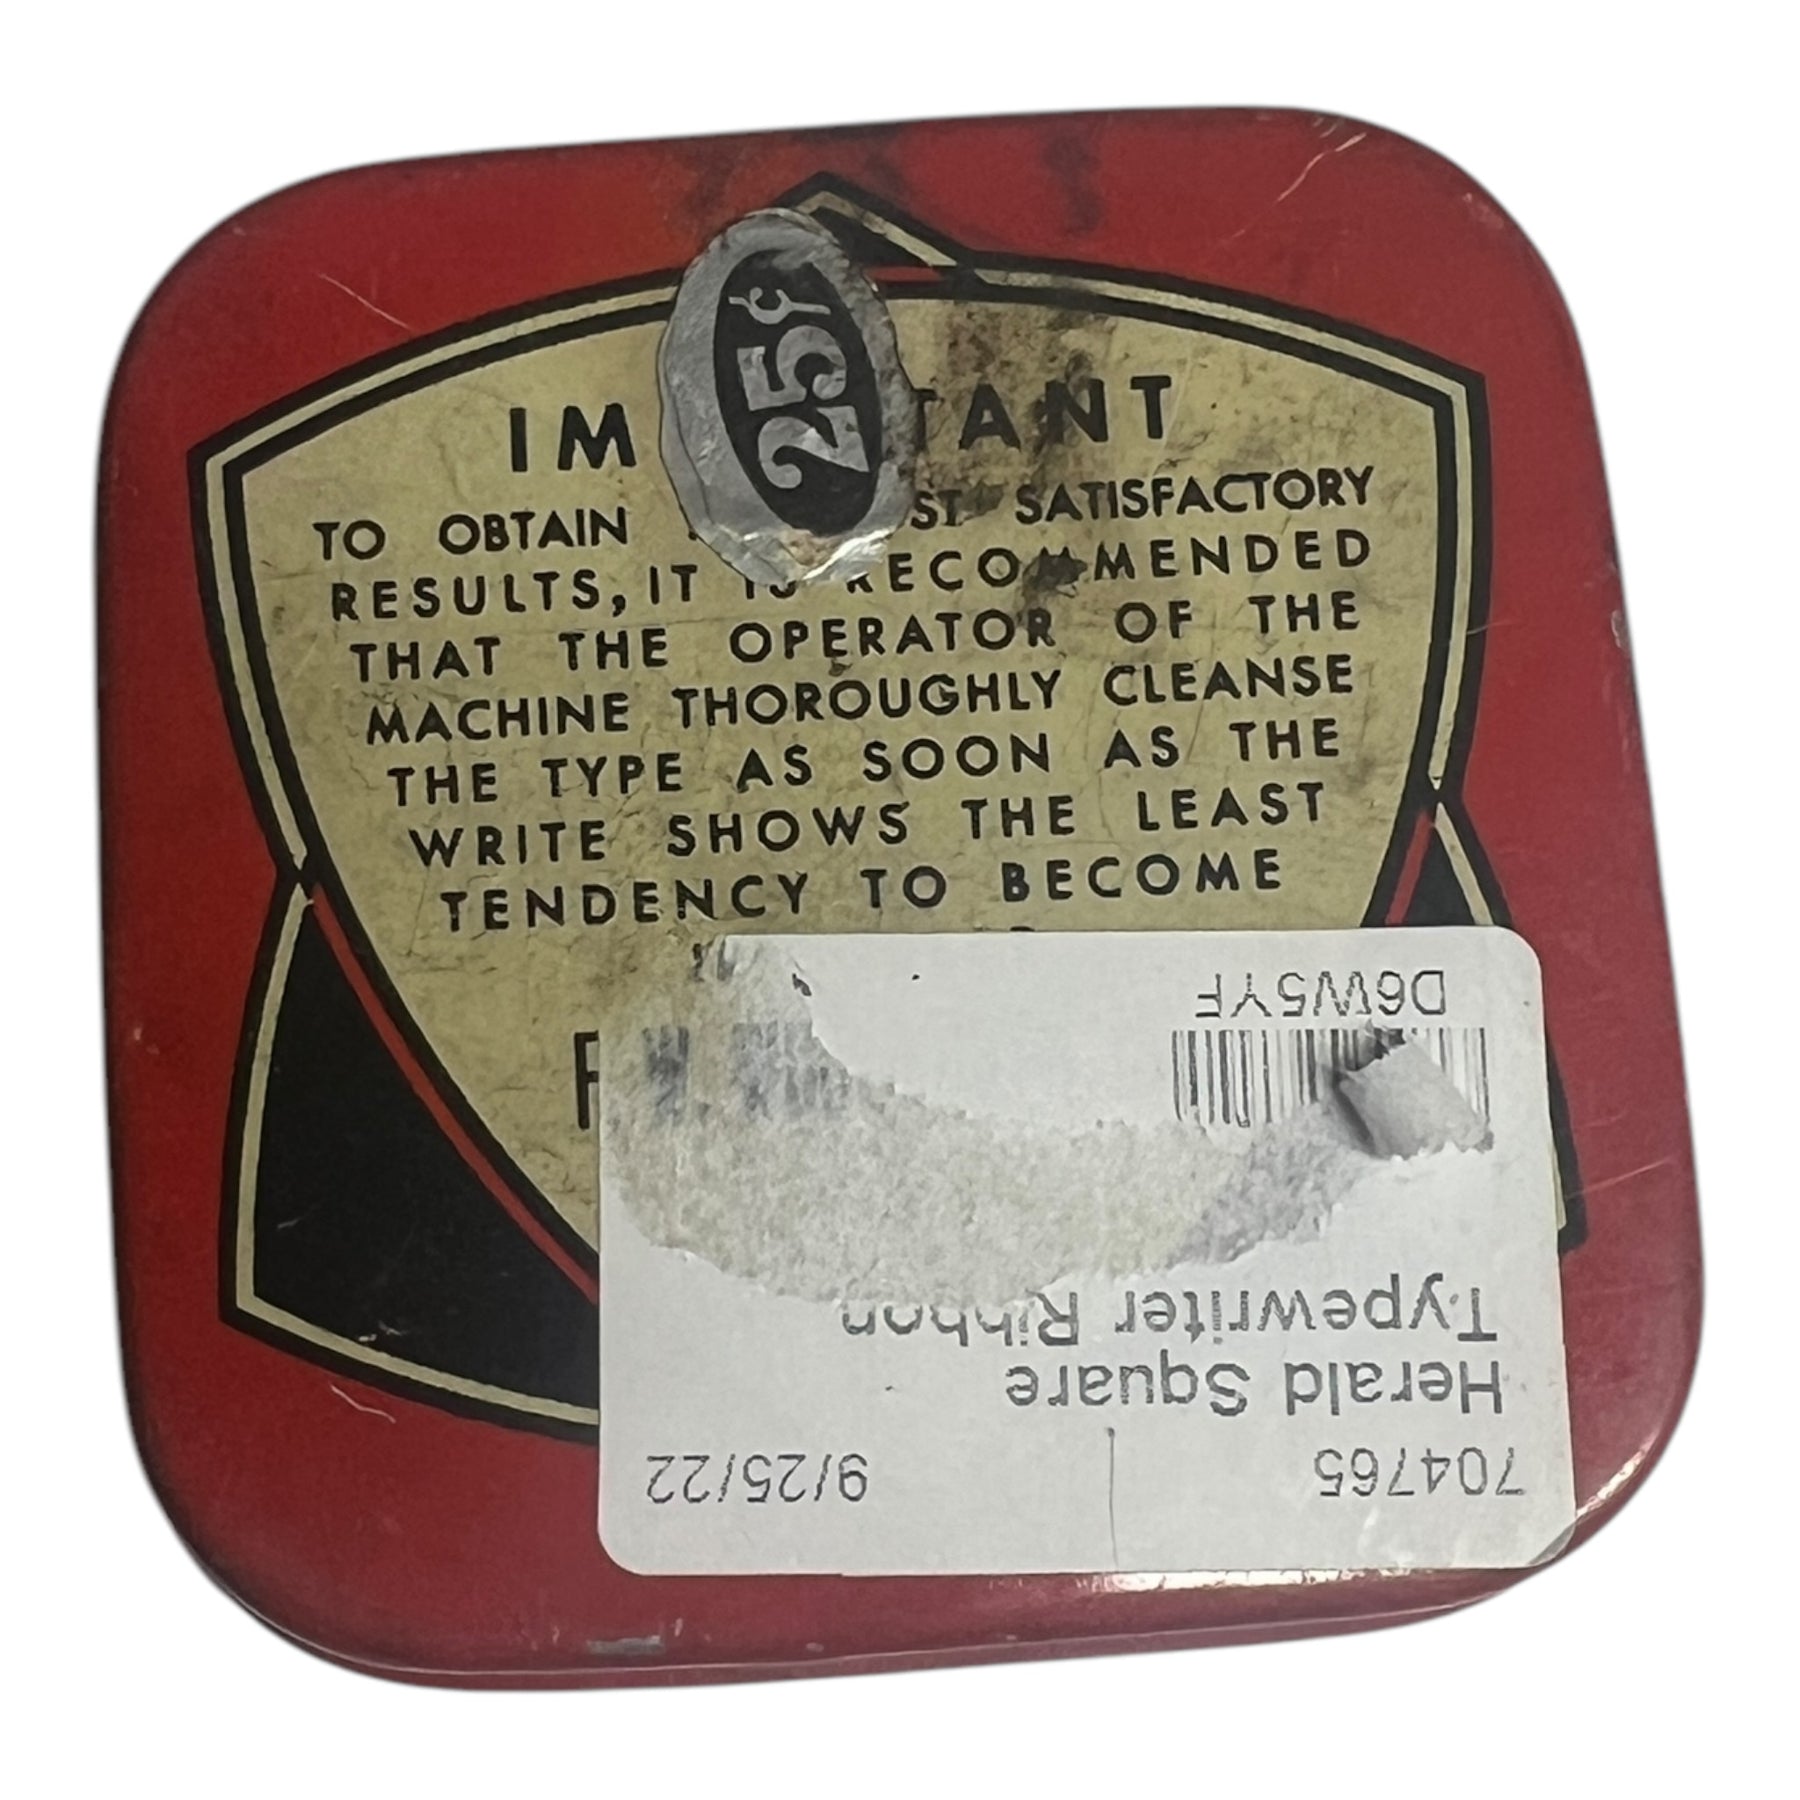 25¢
IM TANT
TO OBTAIN ST SATISFACTORY
RESULTS, IT IS RECOMMENDED
THAT THE OPERATOR OF THE
MACHINE THOROUGHLY CLEANSE
THE TYPE AS SOON AS THE
WRITE SHOWS THE LEAST
TENDENCY TO BECOME
704765 9/25/22
Herald Square
Typewriter Ribbon
D6W5YF